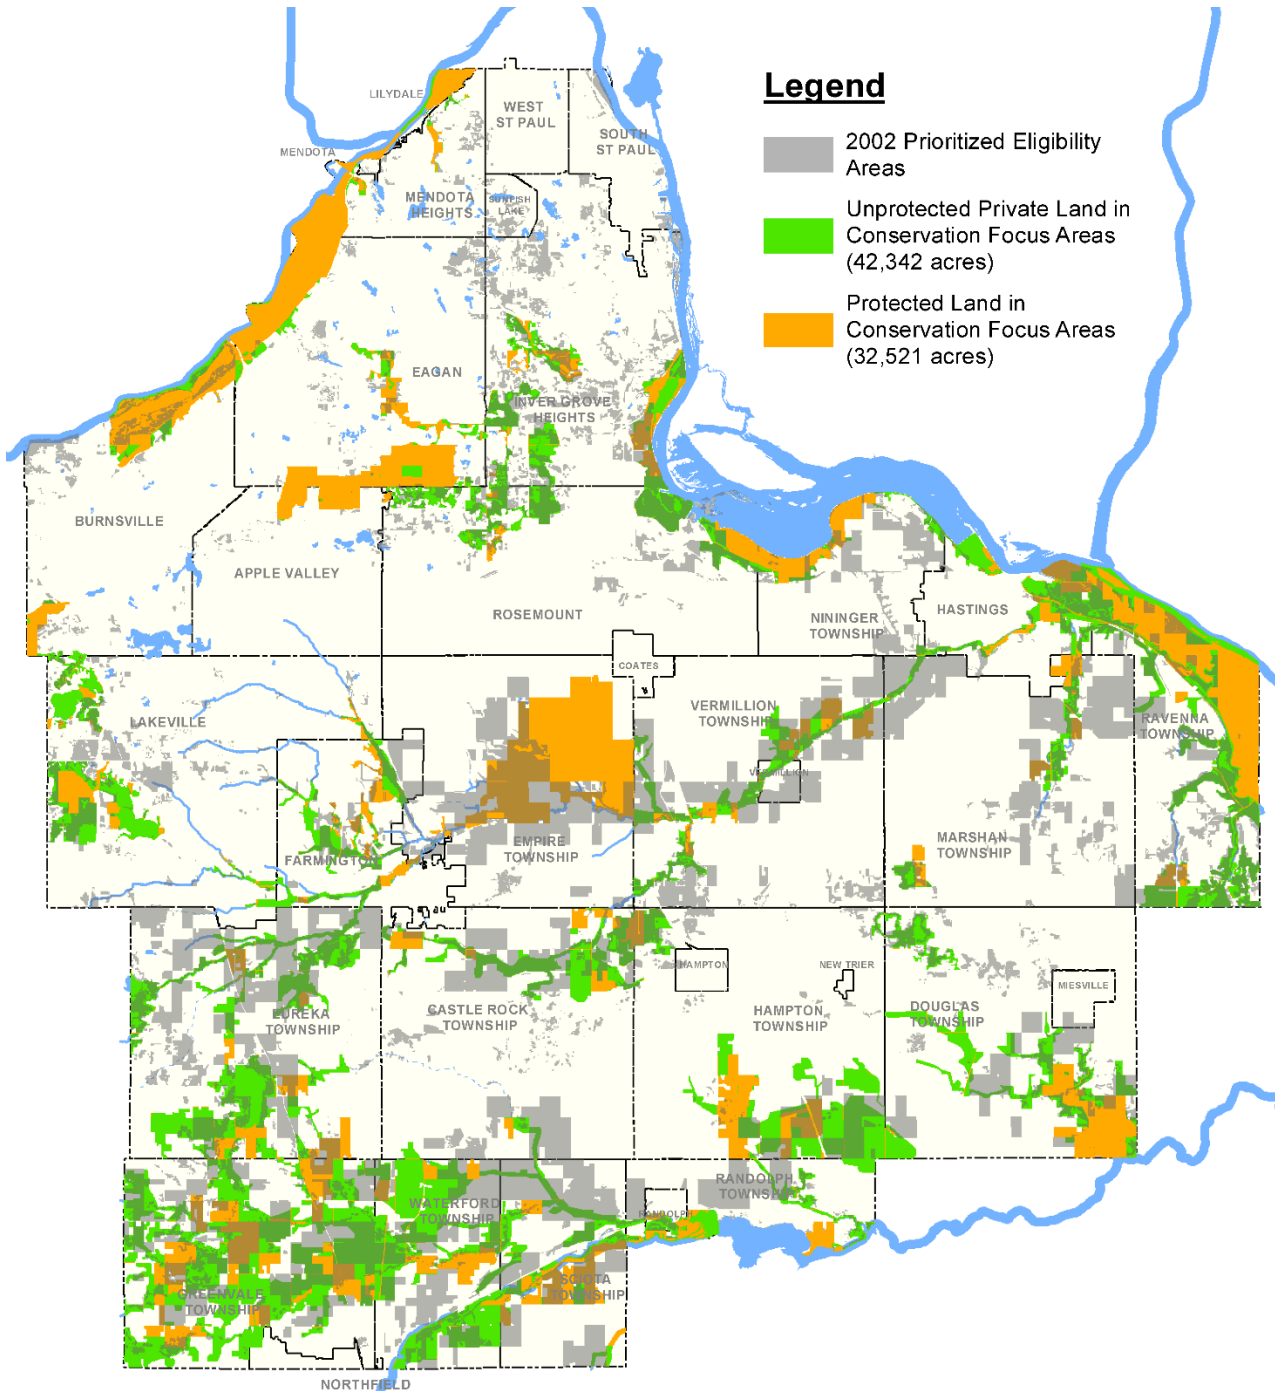 Legend
2002 Prioritized Eligibility
Areas
Unprotected Private Land in
Conservation Focus Areas
(42,342 acres)
Protected Land in
Conservation Focus Areas
(32,521 acres)
LILYDALE
WEST
ST PAUL
SOUTH
ST PAUL
MENDOTA
MENDOTA
HEIGHTS
SUNFISH
LAKE
EAGAN
INVER GROVE
HEIGHTS
BURNSVILLE
APPLE VALLEY
ROSEMOUNT
NININGER
TOWNSHIP
HASTINGS
COATES
LAKEVILLE
VERMILLION
TOWNSHIP
RAVENNA
TOWNSHIP
VERMILLION
FARMINGTON
EMPIRE
TOWNSHIP
MARSHAN
TOWNSHIP
HAMPTON
NEW TRIER
MIESVILLE
EUREKA
TOWNSHIP
CASTLE ROCK
TOWNSHIP
HAMPTON
TOWNSHIP
DOUGLAS
TOWNSHIP
WATERFORD
TOWNSHIP
RANDOLPH
TOWNSHIP
RANDOLPH
GREENVALE
TOWNSHIP
SCIOTA
TOWNSHIP
NORTHFIELD